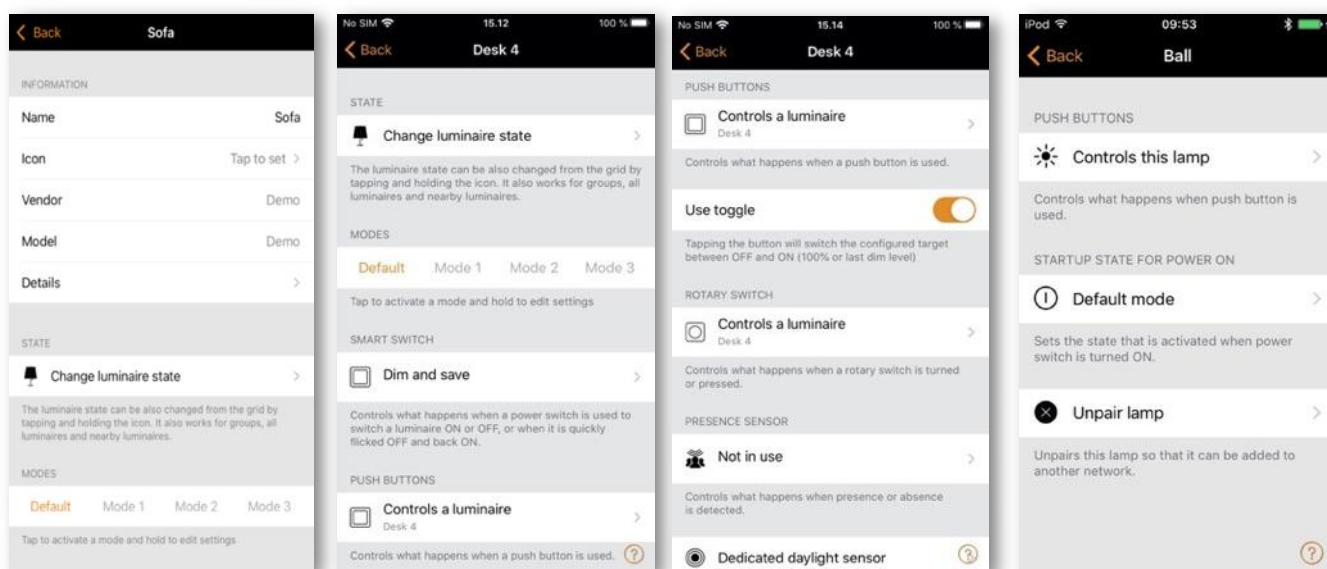 Back
Sofa
INFORMATION
Name Sofa
Icon Tap to set
Vendor Demo
Model Demo
Details
STATE
Change luminaire state
The luminaire state can be also changed from the grid by
tapping and holding the icon. It also works for groups, all
luminaires and nearby luminaires.
MODES
Default Mode 1 Mode 2 Mode 3
Tap to activate a mode and hold to edit settings
No SIM 15.12 100 %
Back
Desk 4
STATE
Change luminaire state
The luminaire state can be also changed from the grid by
tapping and holding the icon. It also works for groups, all
luminaires and nearby luminaires.
MODES
Default Mode 1 Mode 2 Mode 3
Tap to activate a mode and hold to edit settings
SMART SWITCH
Dim and save
Controls what happens when a power switch is used to
switch a luminaire ON or OFF, or when it is quickly
flicked OFF and back ON.
PUSH BUTTONS
Controls a luminaire
Desk 4
Controls what happens when a push button is used. ?
No SIM 15.14 100 %
Back
Desk 4
PUSH BUTTONS
Controls a luminaire
Desk 4
Controls what happens when a push button is used.
Use toggle
Tapping the button will switch the configured target
between OFF and ON (100% or last dim level)
ROTARY SWITCH
Controls a luminaire
Desk 4
Controls what happens when a rotary switch is turned
or pressed.
PRESENCE SENSOR
Not in use
Controls what happens when presence or absence
is detected.
Dedicated daylight sensor ?
iPod 09:53
Back
Ball
PUSH BUTTONS
Controls this lamp
Controls what happens when push button is
used.
STARTUP STATE FOR POWER ON
Default mode
Sets the state that is activated when power
switch is turned ON.
Unpair lamp
Unpairs this lamp so that it can be added to
another network.
?